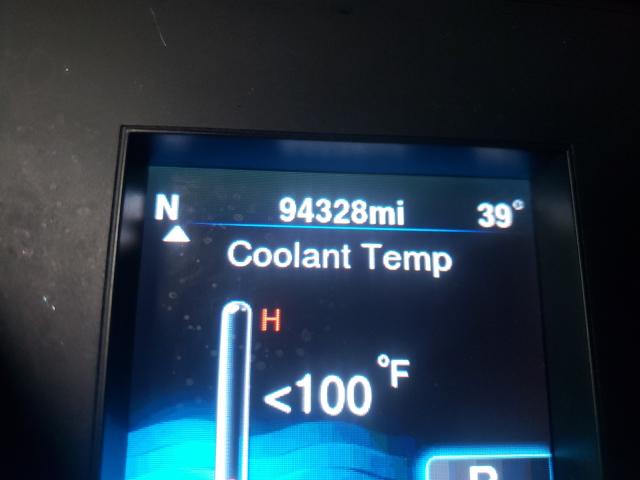 N 94328mi 39°
Coolant Temp
H
<100 °F